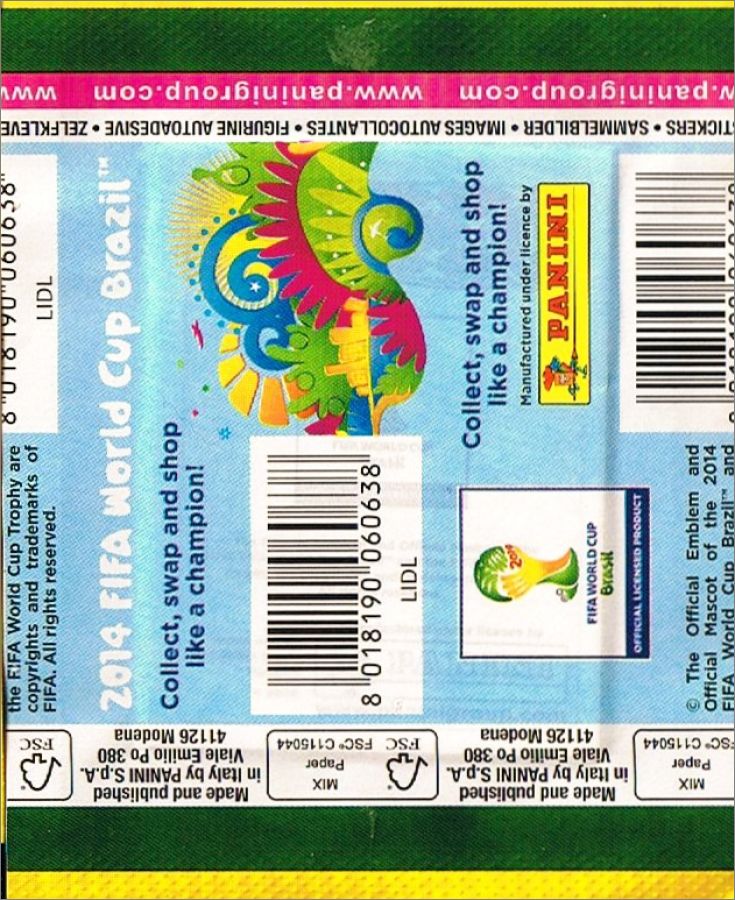 www.paninigroup.com
www.paninigroup.com
STICKERS • SAMMELBILDER • IMAGES AUTOCOLLANTES • FIGURINE AUTOADESIVE • ZELFKLEVE
8 018190 060638
LIDL
the FIFA World Cup Trophy are
copyrights and trademarks of
FIFA. All rights reserved.
2014 FIFA World Cup Brazil™
Collect, swap and shop
like a champion!
8 018190 060638
LIDL
Collect, swap and shop
like a champion!
Manufactured under licence by
PANINI
2014
FIFA WORLD CUP
Brasil
OFFICIAL LICENSED PRODUCT
© The Official Emblem and
Official Mascot of the 2014
FIFA World Cup Brazil™ and
FSC
Made and published
in Italy by PANINI S.p.A.
Viale Emilio Po 380
41126 Modena
FSC
MIX
Paper
FSC® C115044
Made and published
in Italy by PANINI S.p.A.
Viale Emilio Po 380
41126 Modena
MIX
Paper
FSC® C115044